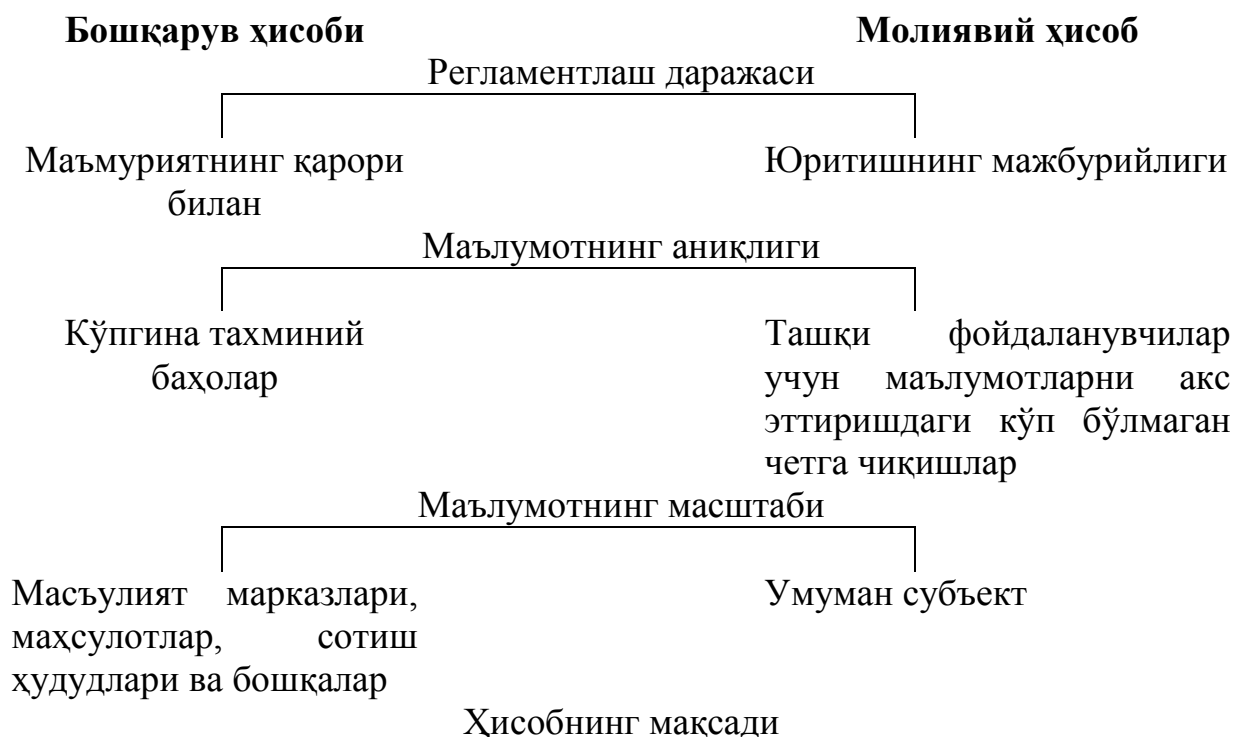 Бошқарув ҳисоби Молиявий ҳисоб
Регламентлаш даражаси
Маъмуриятнинг қарори Юритишнинг мажбурийлиги
билан
Маълумотнинг аниқлиги
Кўпгина тахминий Ташқи фойдаланувчилар
баҳолар учун маълумотларни акс
эттиришдаги кўп бўлмаган
четга чиқишлар
Маълумотнинг масштаби
Масъулият марказлари, Умуман субъект
маҳсулотлар, сотиш
ҳудудлари ва бошқалар
Ҳисобнинг мақсади